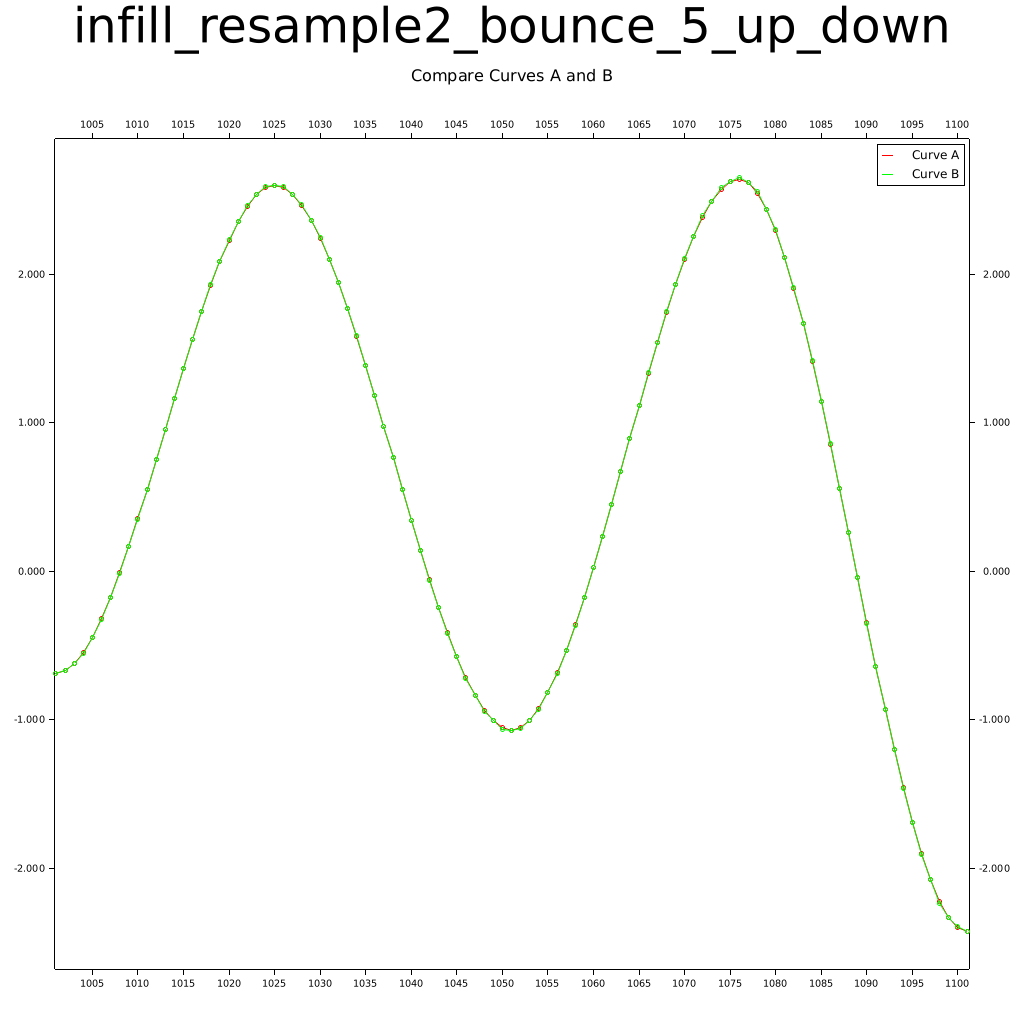 infill_resample2_bounce_5_up_down
Compare Curves A and B
1005 1010 1015 1020 1025 1030 1035 1040 1045 1050 1055 1060 1065 1070 1075 1080 1085 1090 1095 1100
Curve A
Curve B
2.000 2.000
1.000 1.000
0.000 0.000
-1.000 -1.000
-2.000 -2.000
1005 1010 1015 1020 1025 1030 1035 1040 1045 1050 1055 1060 1065 1070 1075 1080 1085 1090 1095 1100